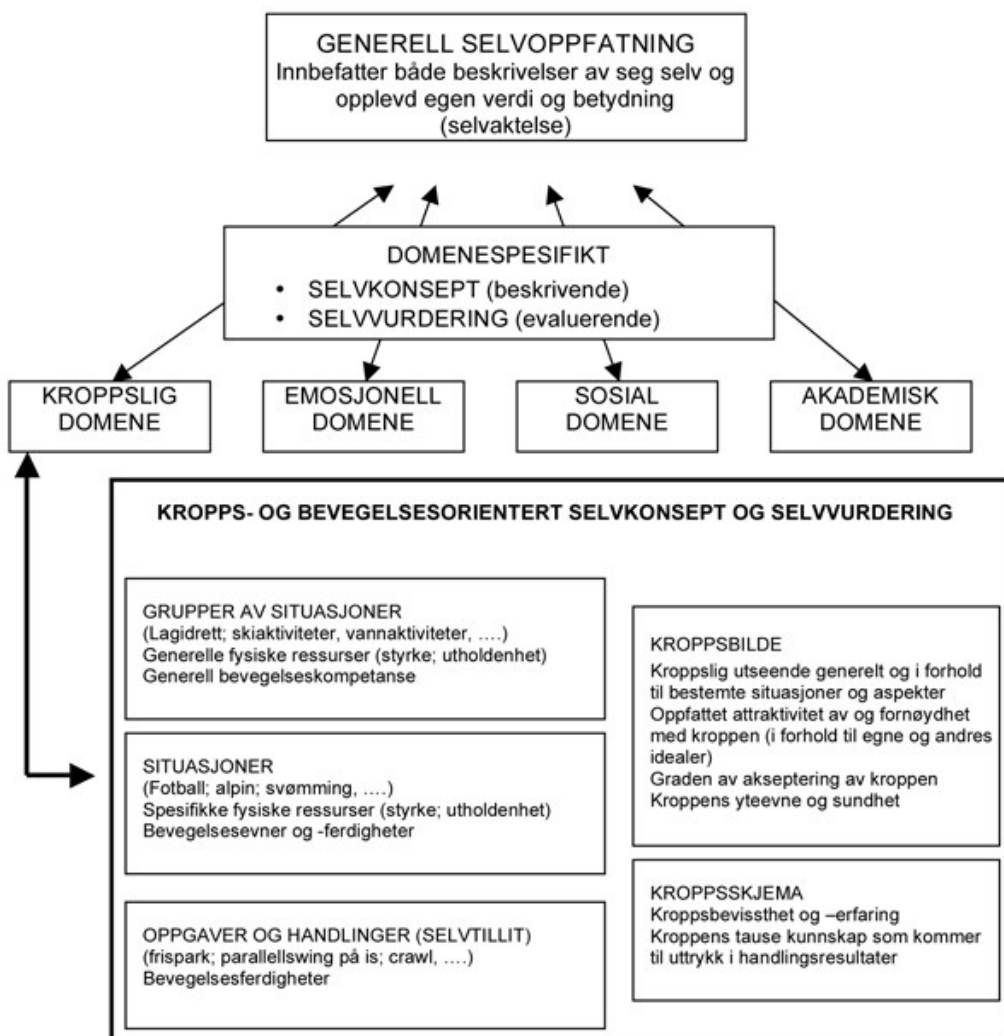 GENERELL SELVOPPFATNING
Innbefatter både beskrivelser av seg selv og
opplevd egen verdi og betydning
(selvaktelse)
DOMENESPESIFIKT
• SELVKONSEPT (beskrivende)
• SELVVURDERING (evaluerende)
KROPPSLIG
DOMENE
EMOSJONELL
DOMENE
SOSIAL
DOMENE
AKADEMISK
DOMENE
KROPPS- OG BEVEGELSESORIENTERT SELVKONSEPT OG SELVVURDERING
GRUPPER AV SITUASJONER
(Lagidrett; skiaktiviteter, vannaktiviteter, ….)
Generelle fysiske ressurser (styrke; utholdenhet)
Generell bevegelseskompetanse
SITUASJONER
(Fotball; alpin; svømming, ….)
Spesifikke fysiske ressurser (styrke; utholdenhet)
Bevegelsesevner og -ferdigheter
OPPGAVER OG HANDLINGER (SELVTILLIT)
(frispark; parallellswing på is; crawl, ….)
Bevegelsesferdigheter
KROPPSBILDE
Kroppslig utseende generelt og i forhold
til bestemte situasjoner og aspekter
Oppfattet attraktivitet av og fornøydhet
med kroppen (i forhold til egne og andres
idealer)
Graden av akseptering av kroppen
Kroppens yteevne og sundhet
KROPPSSKJEMA
Kroppsbevissthet og –erfaring
Kroppens tause kunnskap som kommer
til uttrykk i handlingsresultater